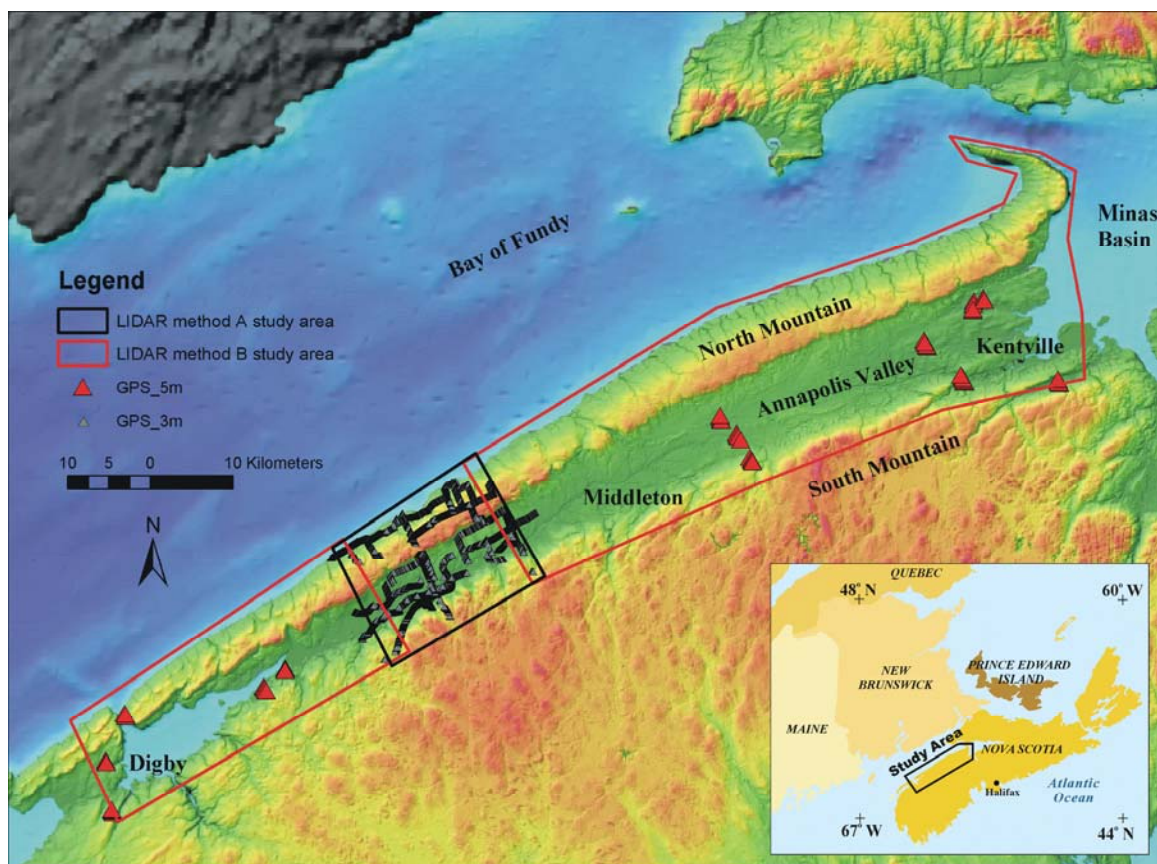 Minas
Basin
Bay of Fundy
Legend
LIDAR method A study area
LIDAR method B study area
GPS_5m
GPS_3m
10 5 0 10 Kilometers
N
North Mountain
Kentville
Annapolis Valley
South Mountain
Middleton
Digby
QUEBEC
48° N
60° W
NEW
BRUNSWICK
PRINCE EDWARD
ISLAND
MAINE
Study Area
NOVA SCOTIA
Halifax
Atlantic
Ocean
67° W
44° N